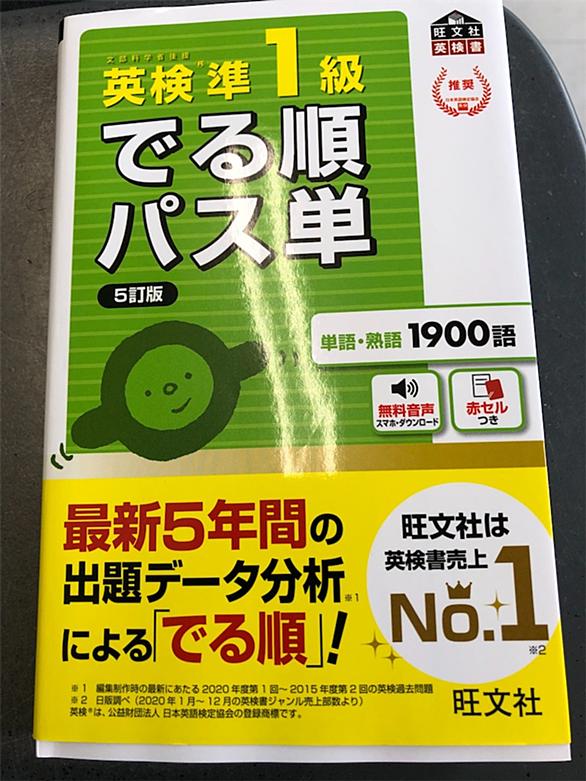 旺文社
英検書
推奨
日本英語検定協会
文部科学省後援
英検®準1級
でる順
パス単
5訂版
単語・熟語 1900語
無料音声
スマホ・ダウンロード
赤セル
つき
最新5年間の
出題データ分析※1
による「でる順」!
旺文社は
英検書売上
No.1
※2
※1 編集制作時の最新にあたる2020年度第1回~2015年度第2回の英検過去問題
※2 日販調べ(2020年1月~12月の英検書ジャンル売上部数より)
英検®は、公益財団法人 日本英語検定協会の登録商標です。
旺文社